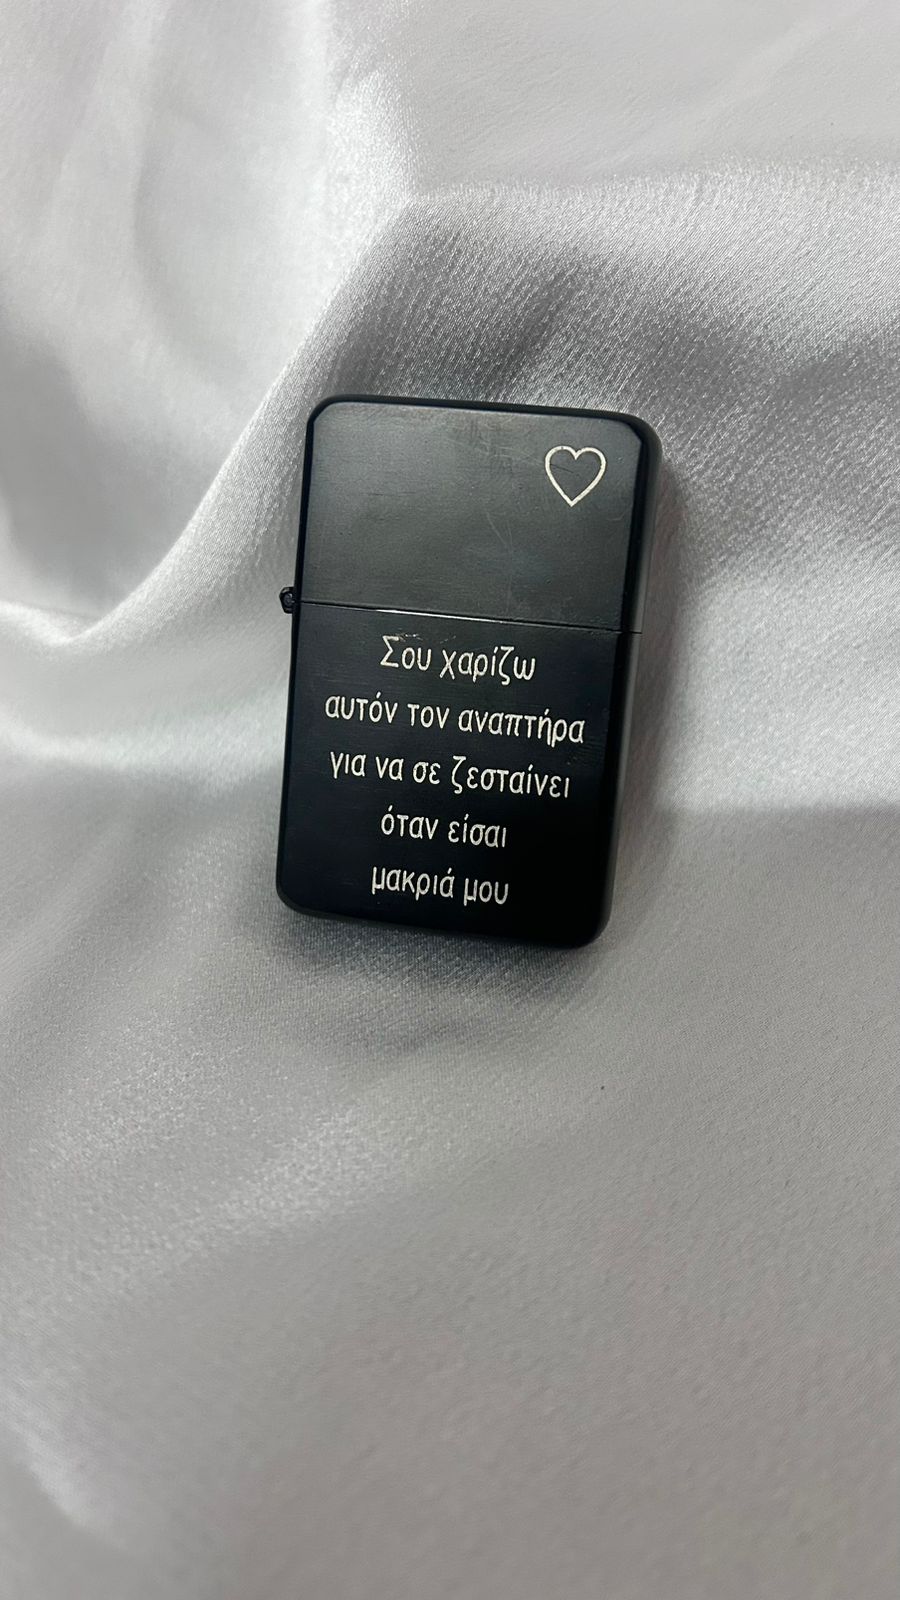 Σου χαρίζω
αυτόν τον αναπτήρα
για να σε ζεσταίνει
όταν είσαι
μακριά μου